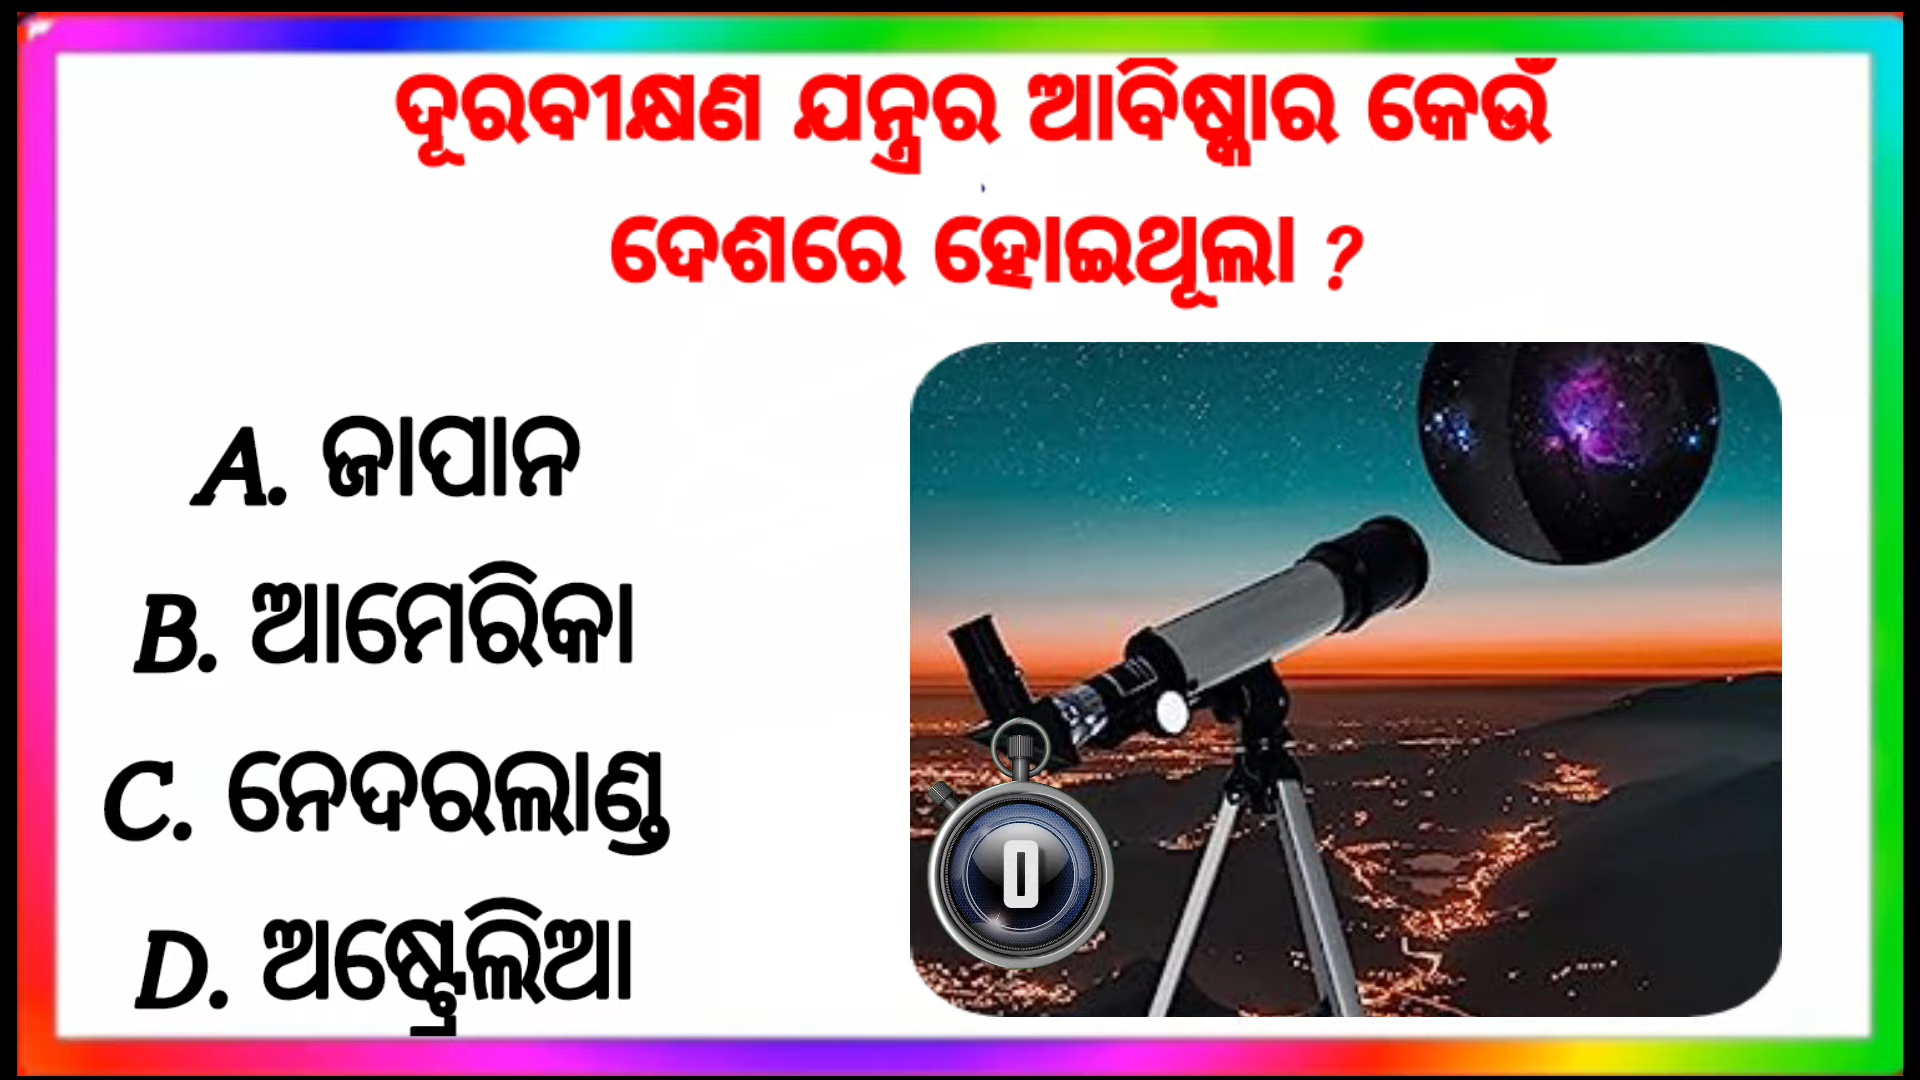 ଦୂରବୀକ୍ଷଣ ଯନ୍ତ୍ରର ଆବିଷ୍କାର କେଉଁ
ଦେଶରେ ହୋଇଥିଲା ?
A. ଜାପାନ
B. ଆମେରିକା
C. ନେଦରଲାଣ୍ଡ
D. ଅଷ୍ଟ୍ରେଲିଆ
0